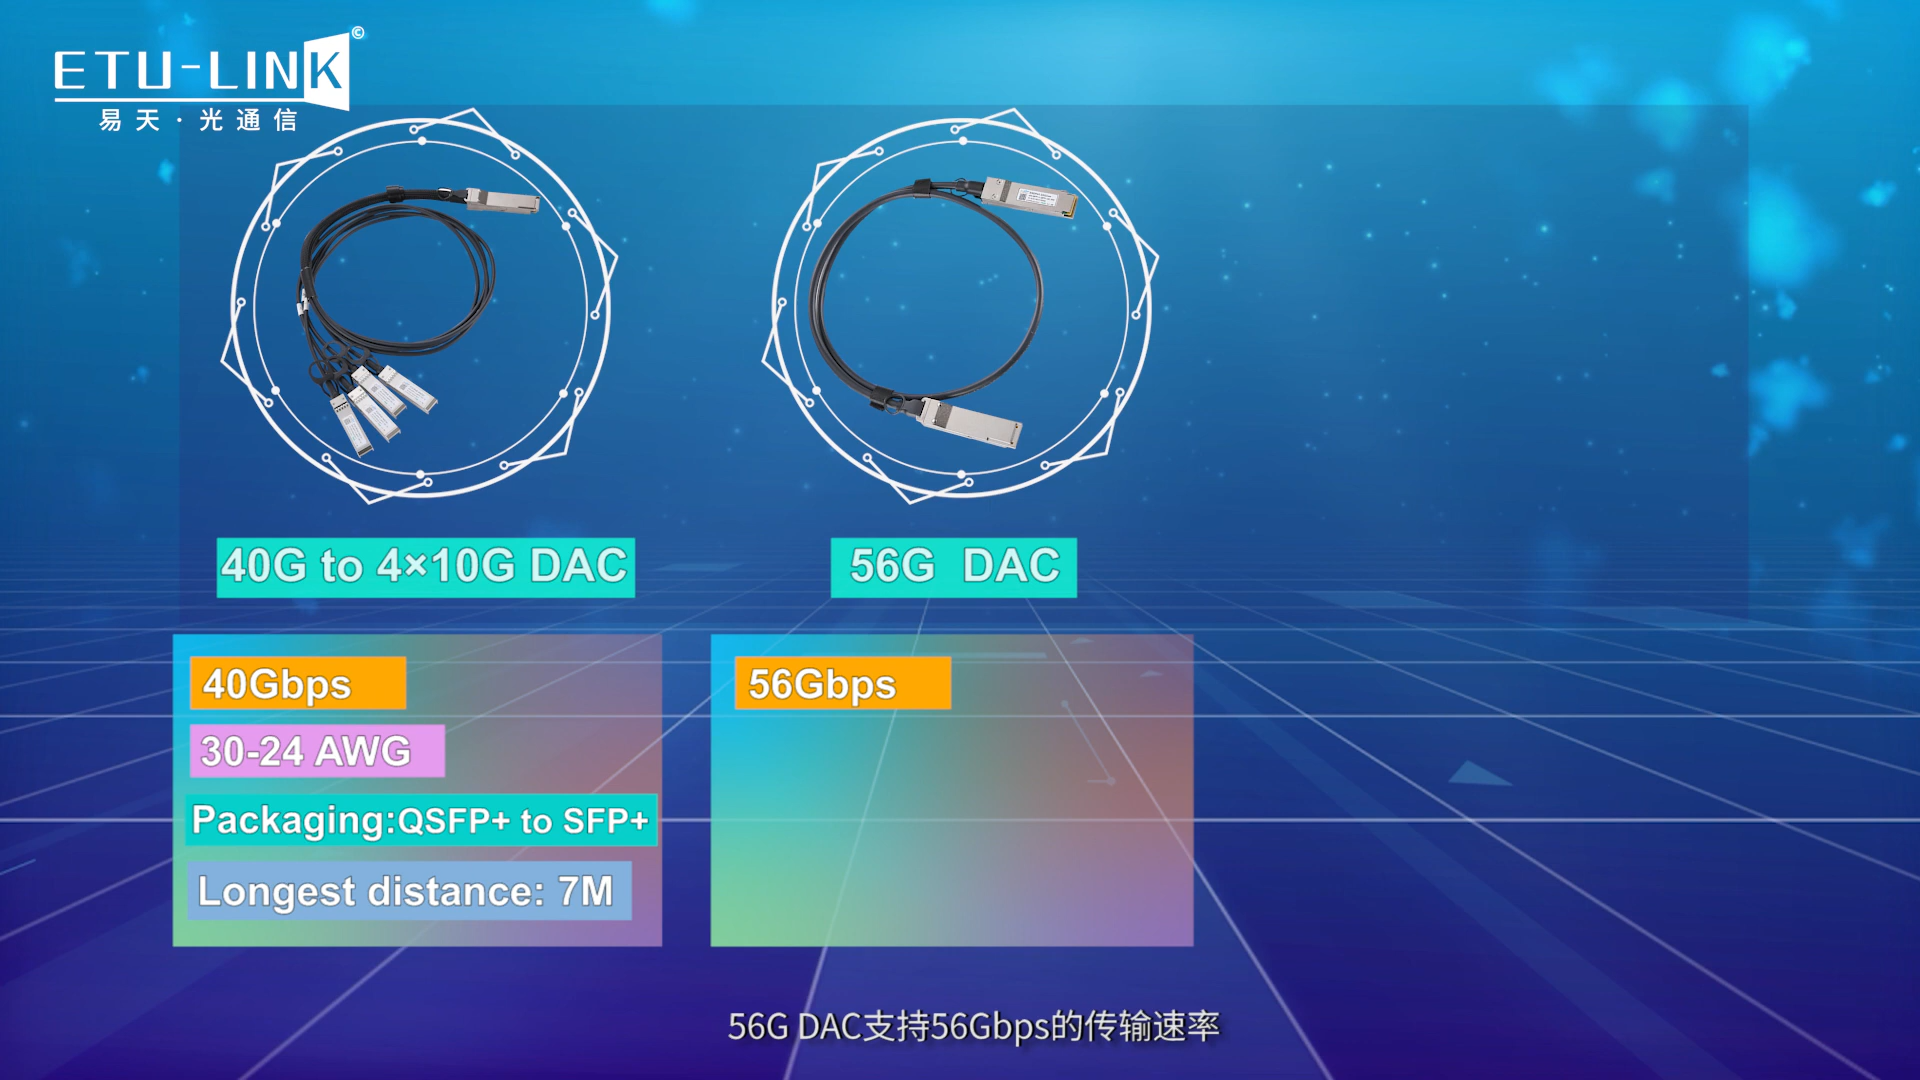 ETU-LINK©
易天·光通信
40G to 4×10G DAC
56G DAC
40Gbps
30-24 AWG
Packaging:QSFP+ to SFP+
Longest distance: 7M
56Gbps
56G DAC支持56Gbps的传输速率